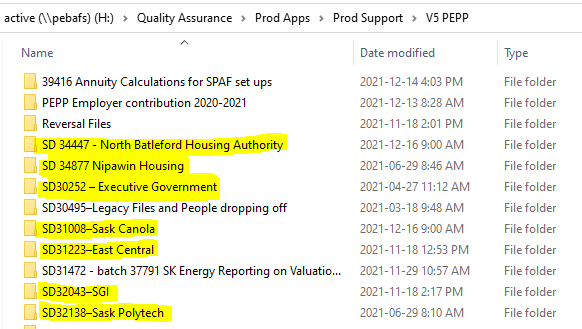 active (\\pebafs) (H:) > Quality Assurance > Prod Apps > Prod Support > V5 PEPP
Name Date modified Type
39416 Annuity Calculations for SPAF set ups 2021-12-14 4:03 PM File folder
PEPP Employer contribution 2020-2021 2021-12-13 8:28 AM File folder
Reversal Files 2021-11-18 2:01 PM File folder
SD 34447 - North Batleford Housing Authority 2021-12-16 9:00 AM File folder
SD 34877 Nipawin Housing 2021-06-29 8:46 AM File folder
SD30252 – Executive Government 2021-04-27 11:12 AM File folder
SD30495–Legacy Files and People dropping off 2021-03-18 9:48 AM File folder
SD31008–Sask Canola 2021-12-16 9:00 AM File folder
SD31223–East Central 2021-11-18 12:53 PM File folder
SD31472 - batch 37791 SK Energy Reporting on Valuatio... 2021-11-29 10:57 AM File folder
SD32043–SGI 2021-11-18 2:17 PM File folder
SD32138–Sask Polytech 2021-06-29 8:10 AM File folder